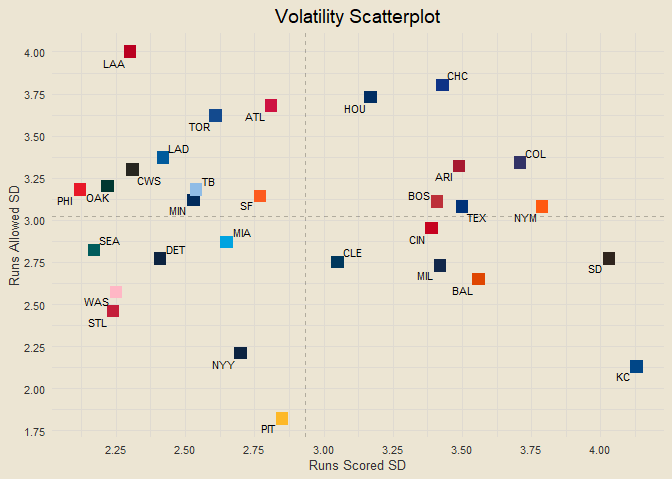 Volatility Scatterplot
4.00
LAA
CHC
3.75
HOU
ATL
TOR
3.50
LAD
COL
3.25
CWS
TB
ARI
PHI
OAK
MIN
SF
BOS
TEX
NYM
3.00
CIN
SEA
MIA
DET
CLE
2.75
MIL
SD
BAL
WAS
2.50
STL
2.25
NYY
KC
2.00
PIT
1.75
Runs Allowed SD
2.25
2.50
2.75
3.00
3.25
3.50
3.75
4.00
Runs Scored SD